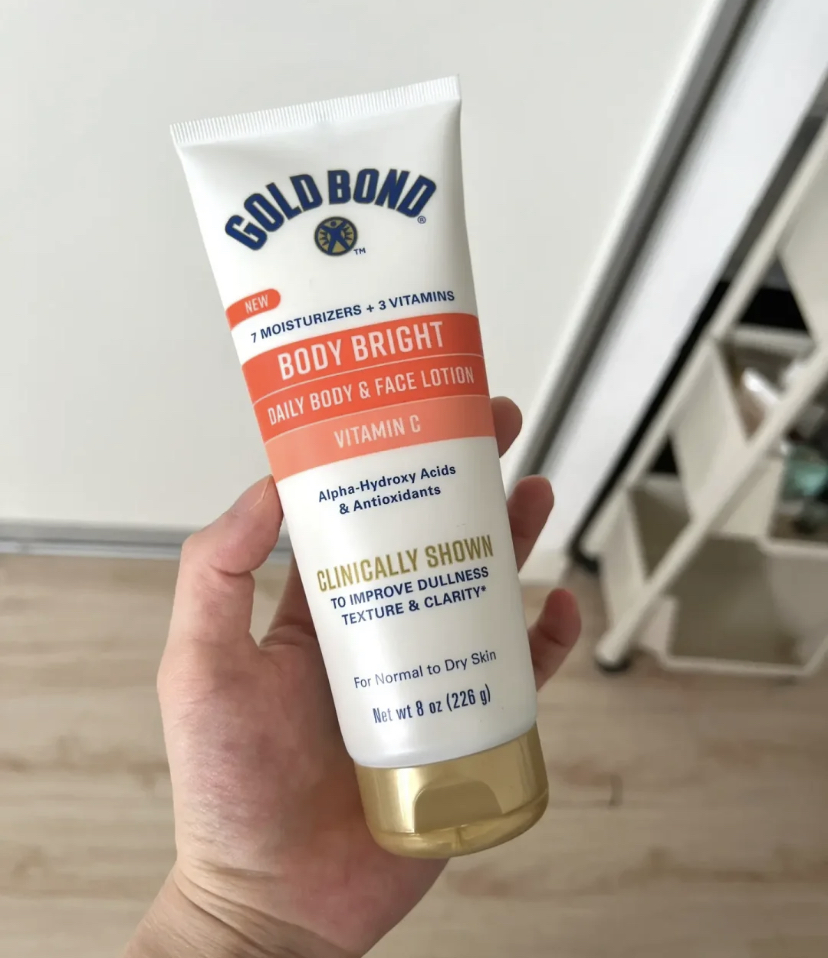 GOLD BOND®
™
NEW
7 MOISTURIZERS + 3 VITAMINS
BODY BRIGHT
DAILY BODY & FACE LOTION
VITAMIN C
Alpha-Hydroxy Acids
& Antioxidants
CLINICALLY SHOWN
TO IMPROVE DULLNESS
TEXTURE & CLARITY*
For Normal to Dry Skin
Net wt 8 oz (226 g)